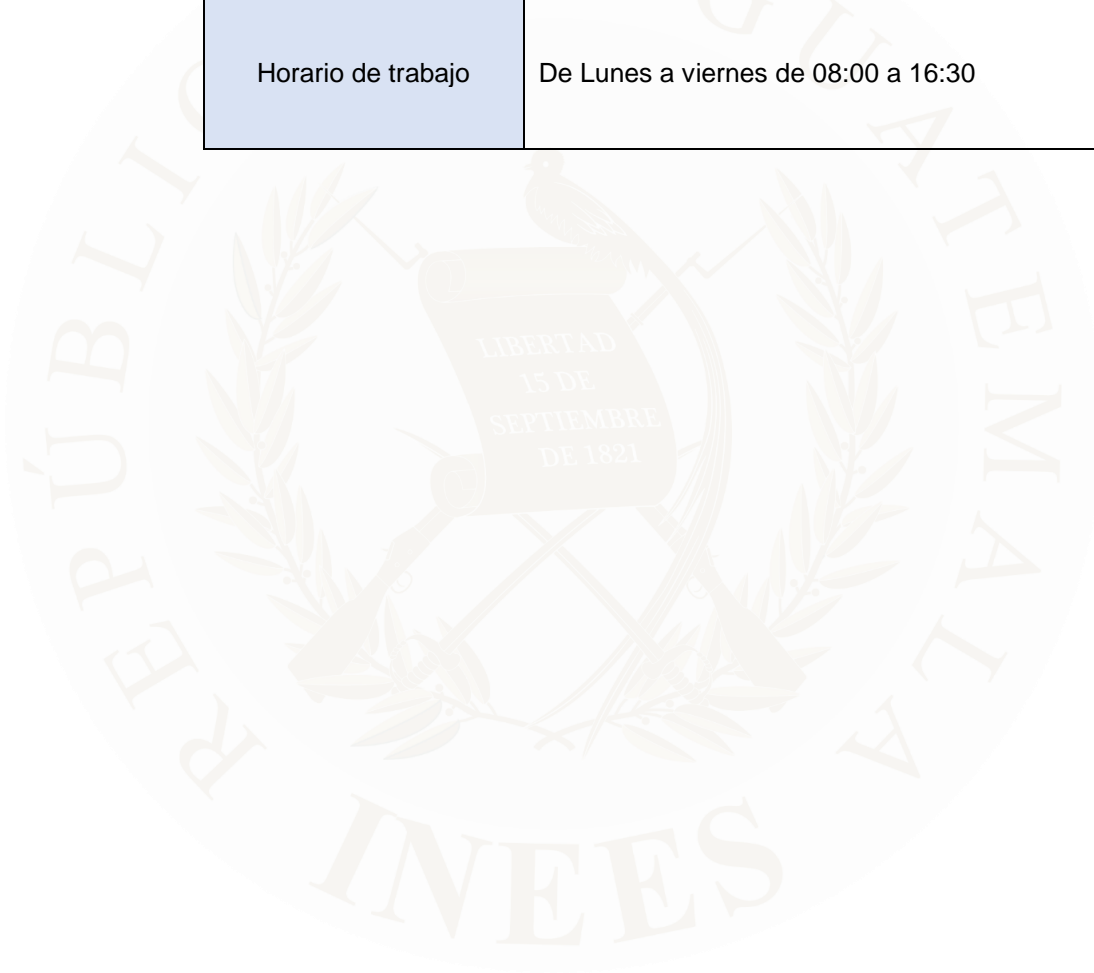 Horario de trabajo
De Lunes a viernes de 08:00 a 16:30
REPÚBLICA GUATEMALA
LIBERTAD
15 DE
SEPTIEMBRE
DE 1821
INEES